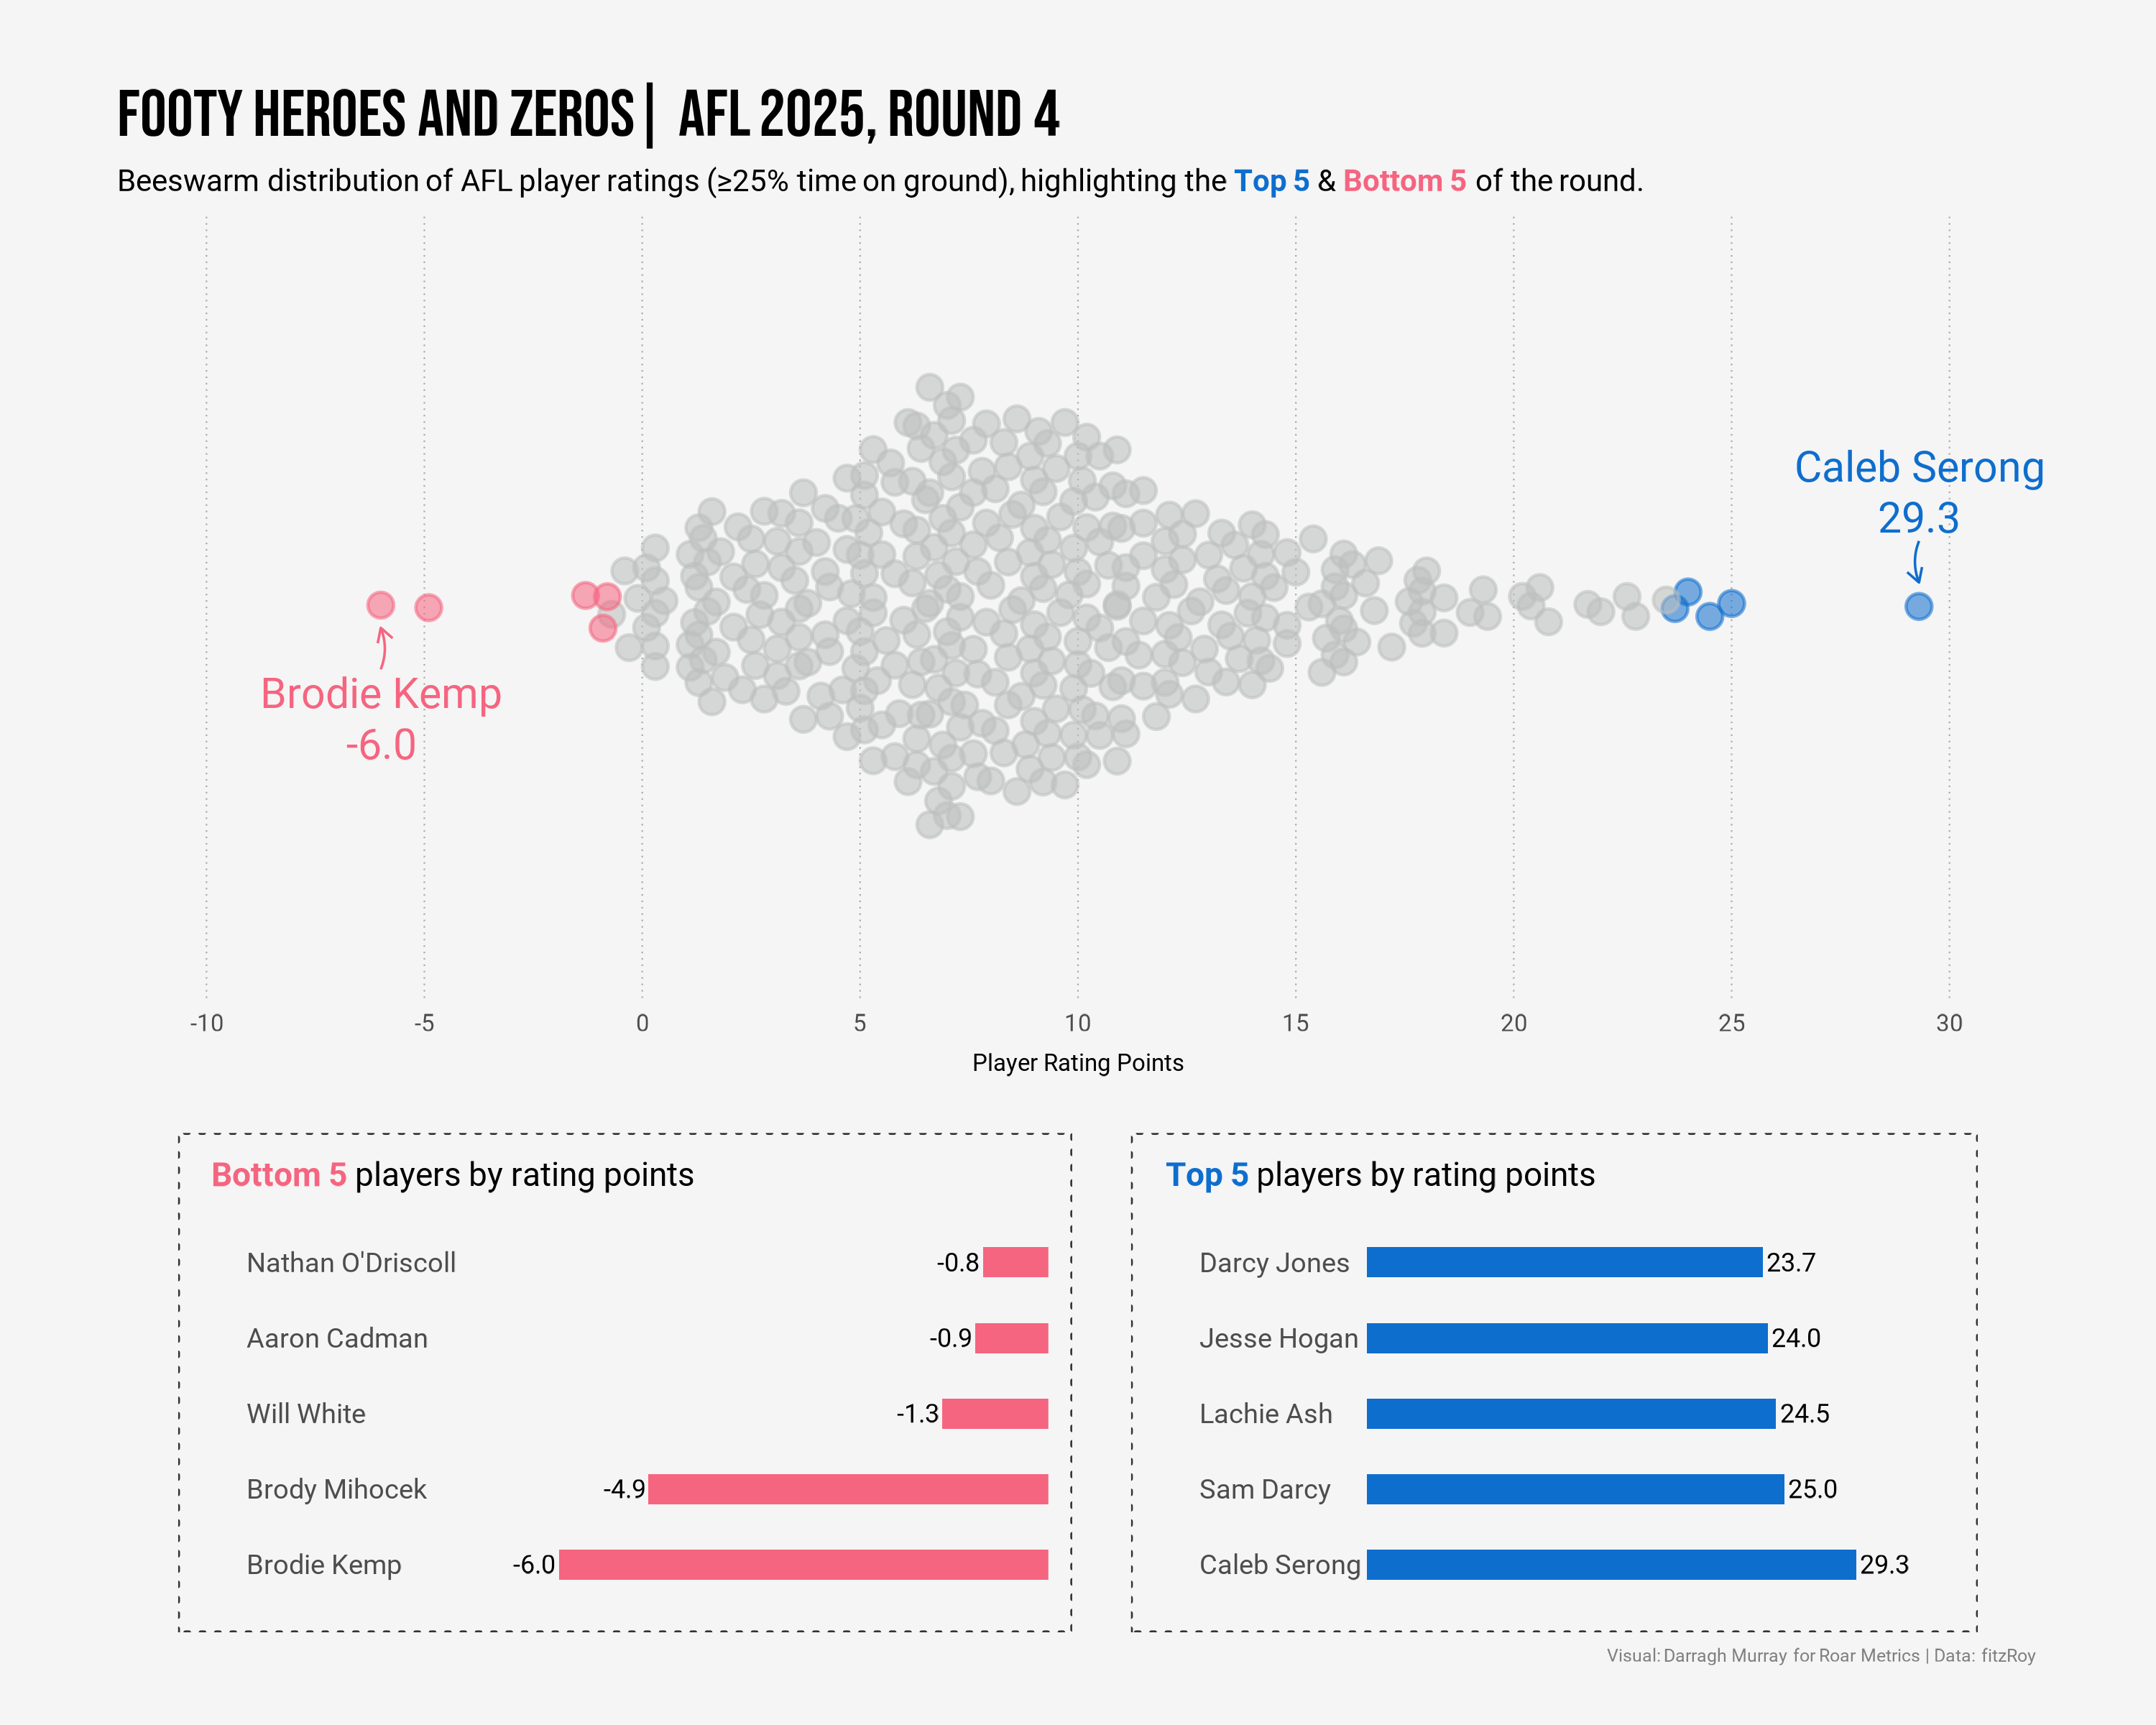 FOOTY HEROES AND ZEROS| AFL 2025, ROUND 4
Beeswarm distribution of AFL player ratings (≥25% time on ground), highlighting the Top 5 & Bottom 5 of the round.
Caleb Serong
29.3
Brodie Kemp
-6.0
-10 -5 0 5 10 15 20 25 30
Player Rating Points
Bottom 5 players by rating points
Nathan O'Driscoll -0.8
Aaron Cadman -0.9
Will White -1.3
Brody Mihocek -4.9
Brodie Kemp -6.0
Top 5 players by rating points
Darcy Jones 23.7
Jesse Hogan 24.0
Lachie Ash 24.5
Sam Darcy 25.0
Caleb Serong 29.3
Visual: Darragh Murray for Roar Metrics | Data: fitzRoy